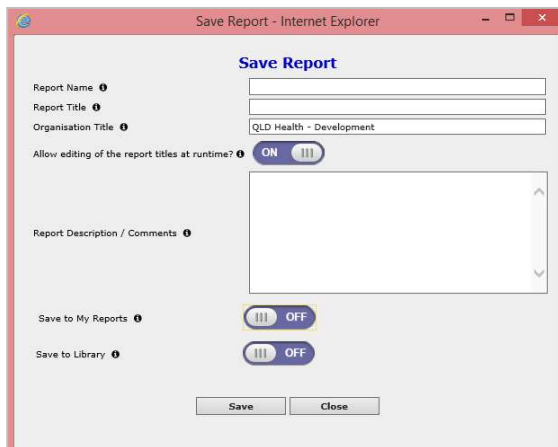 Save Report - Internet Explorer
Save Report
Report Name
Report Title
Organisation Title QLD Health - Development
Allow editing of the report titles at runtime? ON
Report Description / Comments
Save to My Reports OFF
Save to Library OFF
Save Close